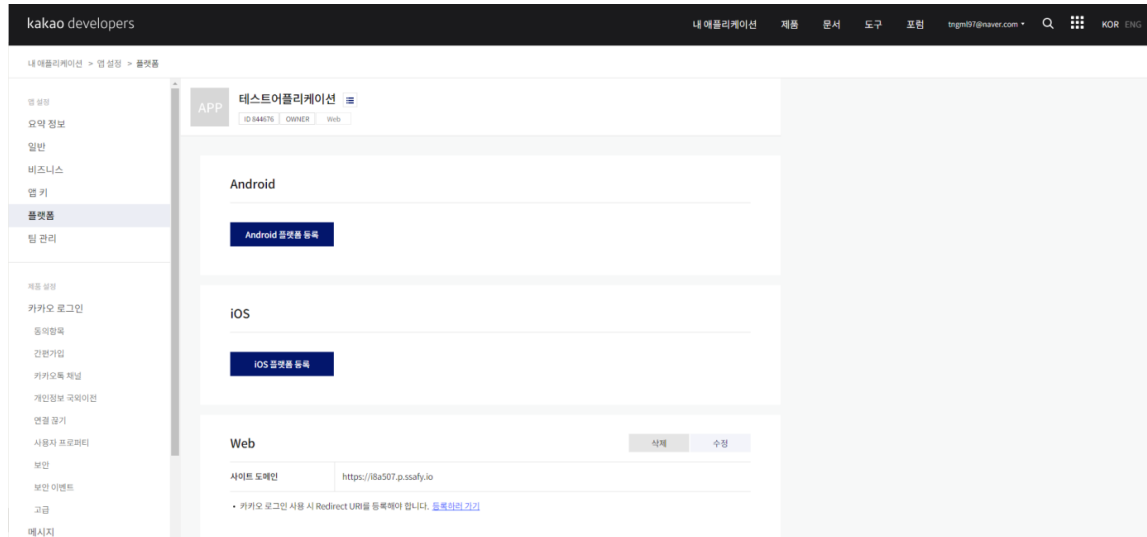 kakao developers
내 애플리케이션 제품 문서 도구 포럼 tngml97@naver.com KOR ENG
내 애플리케이션 > 앱 설정 > 플랫폼
앱 설정
요약 정보
일반
비즈니스
앱 키
플랫폼
팀 관리
제품 설정
카카오 로그인
동의항목
간편가입
카카오톡 채널
개인정보 국외이전
연결 끊기
사용자 프로퍼티
보안
보안 이벤트
고급
메시지
APP
테스트어플리케이션
ID 844676 OWNER Web
Android
Android 플랫폼 등록
iOS
iOS 플랫폼 등록
Web
삭제 수정
사이트 도메인 https://i8a507.p.ssafy.io
• 카카오 로그인 사용 시 Redirect URI를 등록해야 합니다. 등록하러 가기